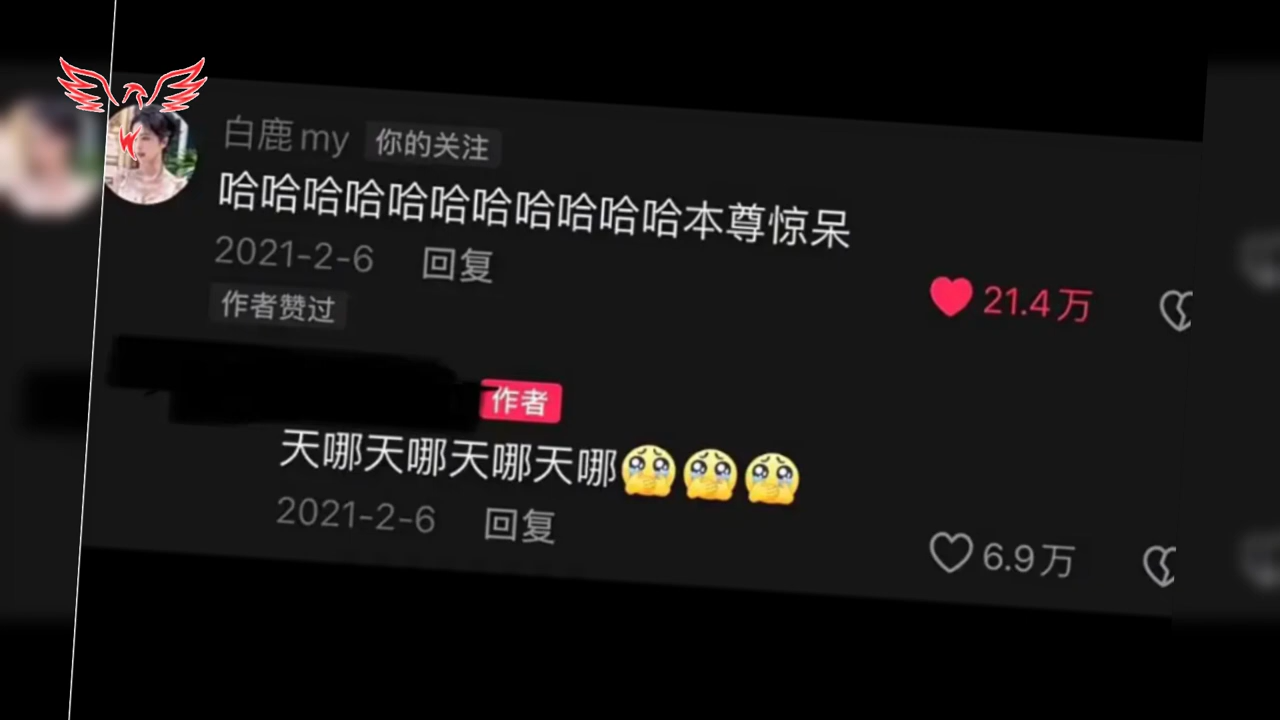 白鹿my 你的关注
哈哈哈哈哈哈哈哈哈哈哈本尊惊呆
2021-2-6 回复
21.4万
作者赞过
作者
天哪天哪天哪天哪🥹🥹🥹
2021-2-6 回复
6.9万